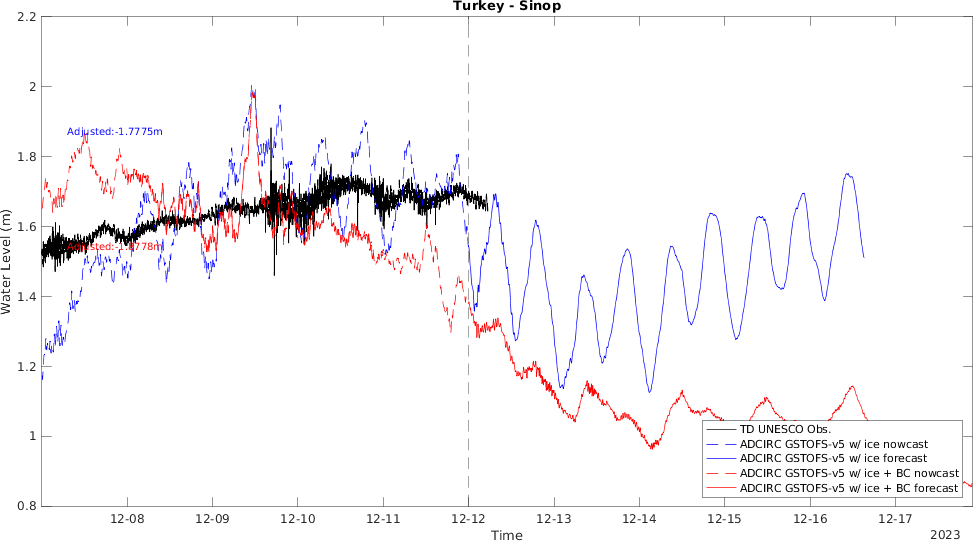 Turkey - Sinop
2.2
2
1.8
1.6
1.4
1.2
1
0.8
Water Level (m)
Adjusted:-1.7775m
TD UNESCO Obs.
ADCIRC GSTOFS-v5 w/ ice nowcast
ADCIRC GSTOFS-v5 w/ ice forecast
ADCIRC GSTOFS-v5 w/ ice + BC nowcast
ADCIRC GSTOFS-v5 w/ ice + BC forecast
12-08
12-09
12-10
12-11
12-12
12-13
12-14
12-15
12-16
12-17
Time
2023